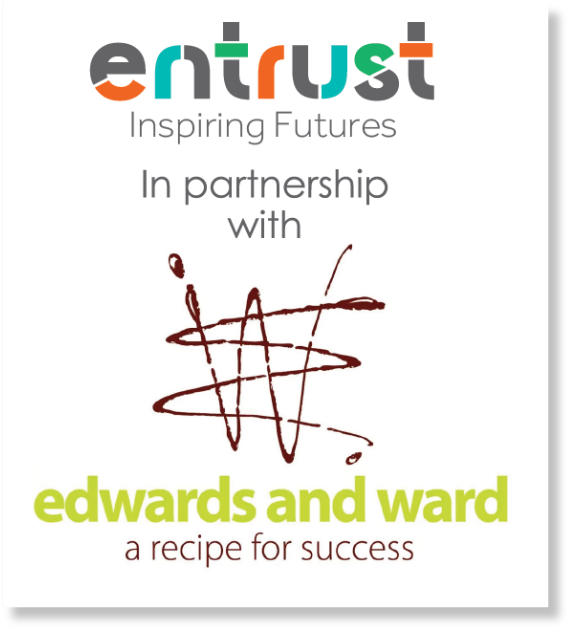 entrust
Inspiring Futures
In partnership
with
edwards and ward
a recipe for success